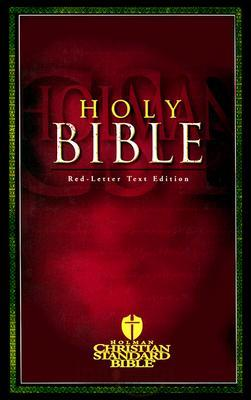 HOLY
BIBLE
Red-Letter Text Edition
HOLMAN
CHRISTIAN
STANDARD
BIBLE